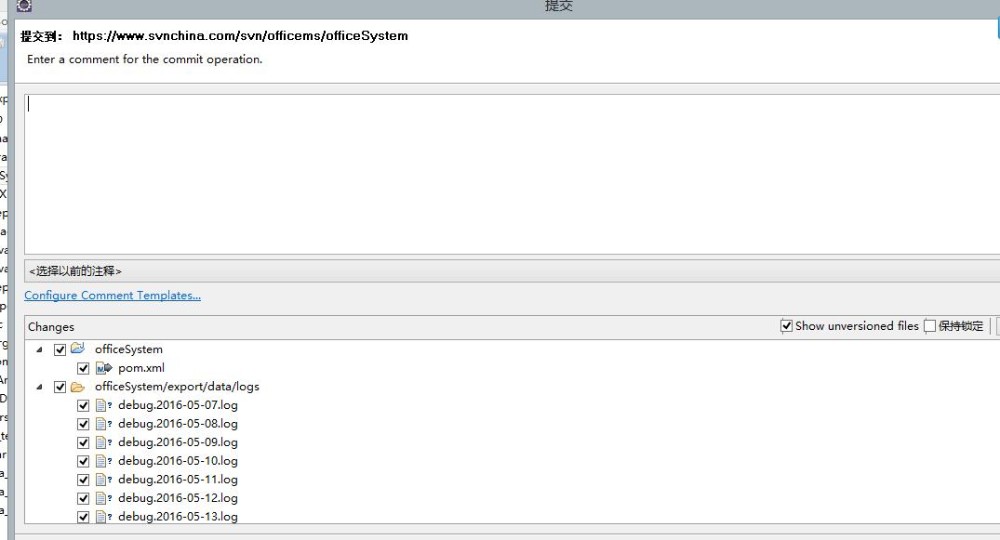 提交
提交到： https://www.svnchina.com/svn/officems/officeSystem
Enter a comment for the commit operation.
<选择以前的注释>
Configure Comment Templates...
Changes
Show unversioned files 保持锁定
officeSystem
pom.xml
officeSystem/export/data/logs
debug.2016-05-07.log
debug.2016-05-08.log
debug.2016-05-09.log
debug.2016-05-10.log
debug.2016-05-11.log
debug.2016-05-12.log
debug.2016-05-13.log